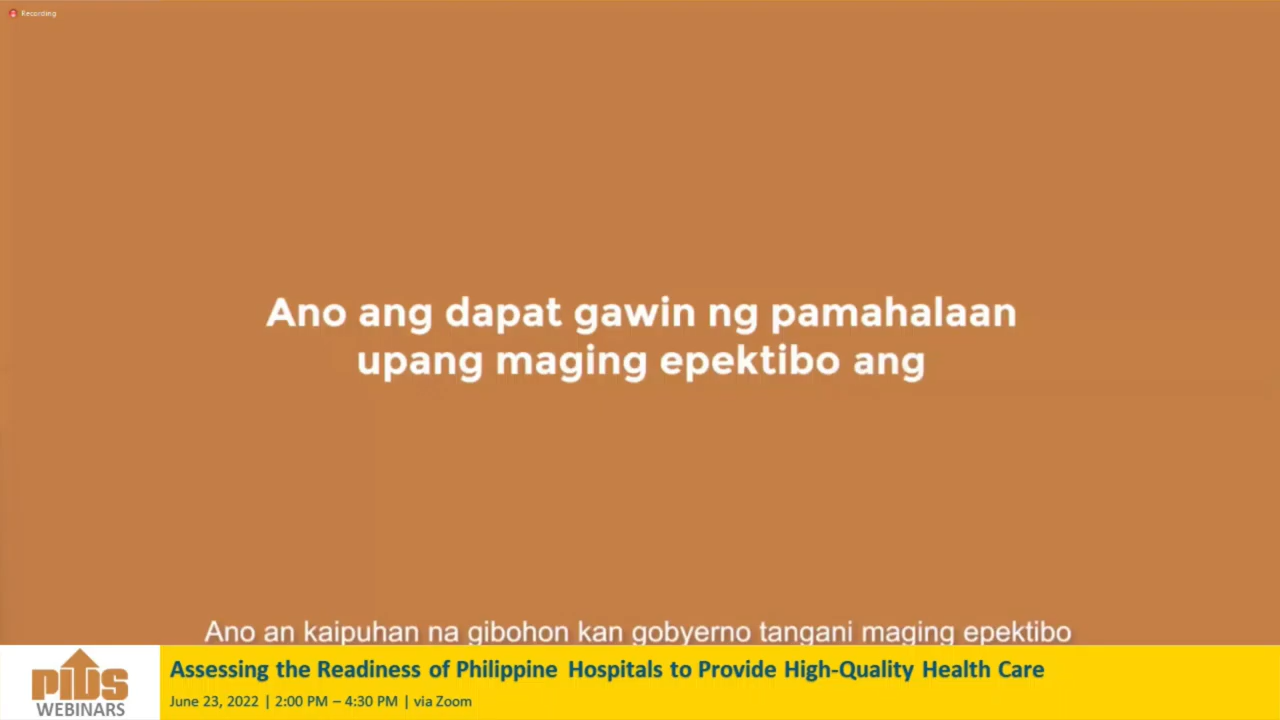 Recording
Ano ang dapat gawin ng pamahalaan
upang maging epektibo ang
Ano an kaipuhan na gibohon kan gobyerno tangani maging epektibo
PIDS
WEBINARS
Assessing the Readiness of Philippine Hospitals to Provide High-Quality Health Care
June 23, 2022 | 2:00 PM – 4:30 PM | via Zoom